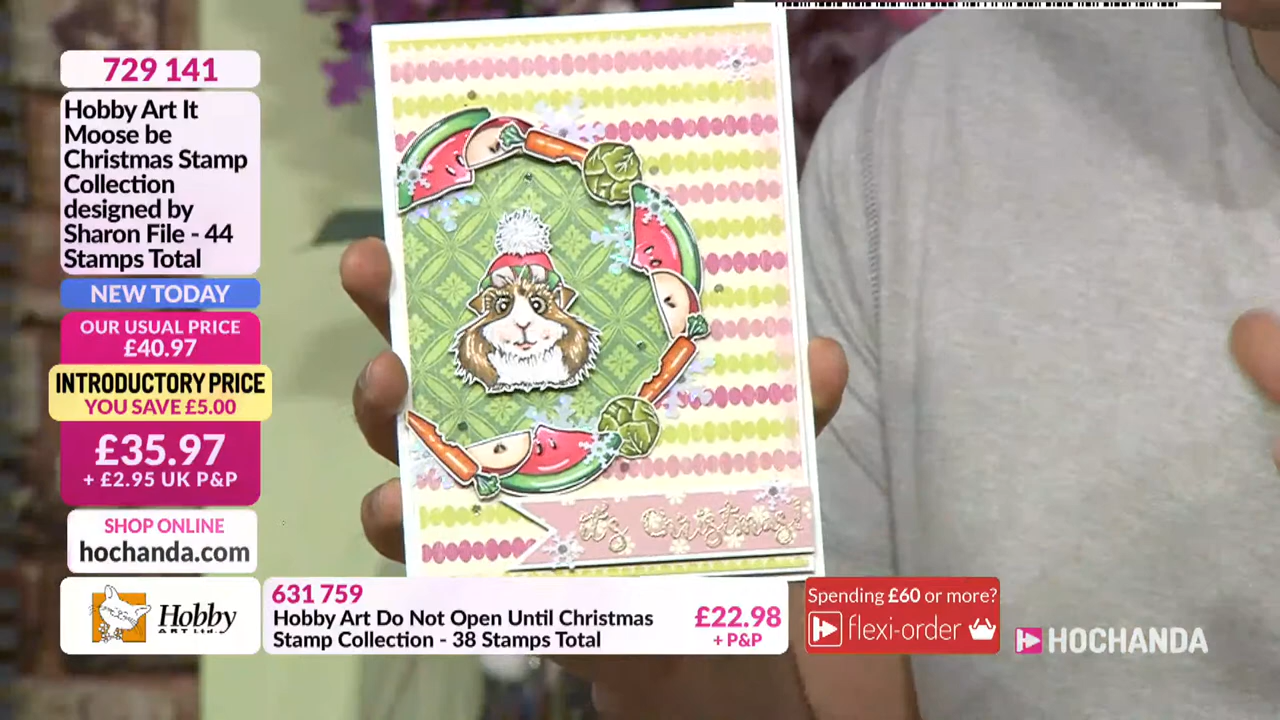 729 141
Hobby Art It
Moose be
Christmas Stamp
Collection
designed by
Sharon File - 44
Stamps Total
NEW TODAY
OUR USUAL PRICE
£40.97
INTRODUCTORY PRICE
YOU SAVE £5.00
£35.97
+ £2.95 UK P&P
SHOP ONLINE
hochanda.com
Hobby
ART Ltd.
631 759
Hobby Art Do Not Open Until Christmas
Stamp Collection - 38 Stamps Total
£22.98
+ P&P
Spending £60 or more?
flexi-order
HOCHANDA
it's Christmas!